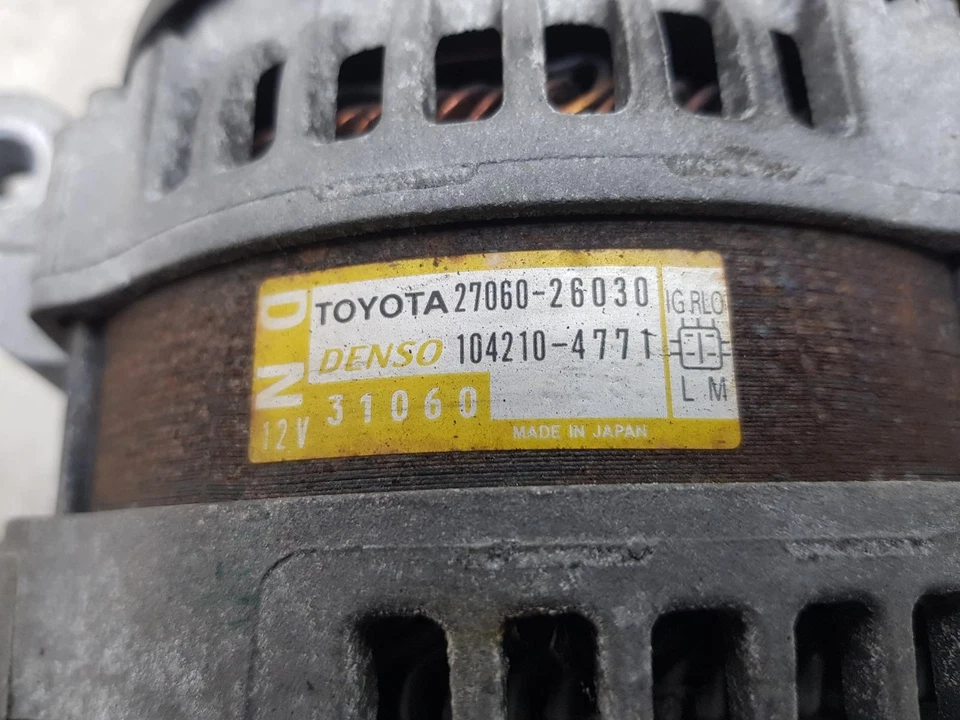 DN
TOYOTA 27060-26030
DENSO 104210-4771
12V 31060
MADE IN JAPAN
IG RLO
L M